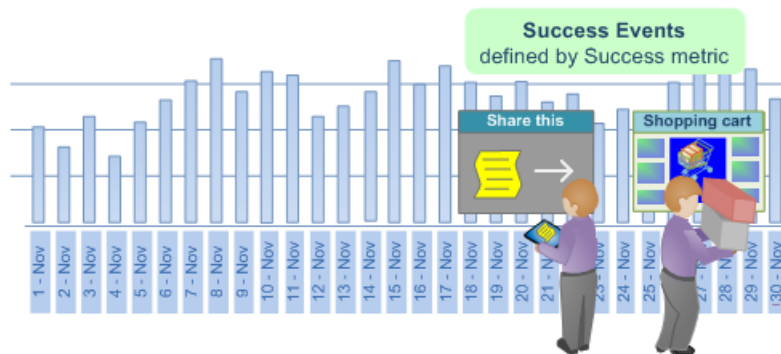 Success Events
defined by Success metric
Share this
Shopping cart
1 - Nov
2 - Nov
3 - Nov
4 - Nov
5 - Nov
6 - Nov
7 - Nov
8 - Nov
9 - Nov
10 - Nov
11 - Nov
12 - Nov
13 - Nov
14 - Nov
15 - Nov
16 - Nov
17 - Nov
18 - Nov
19 - Nov
20 - Nov
21 -
23 - Nov
24 - Nov
25 - Nov
27 - Nov
28 - Nov
29 - Nov
30 - Nov